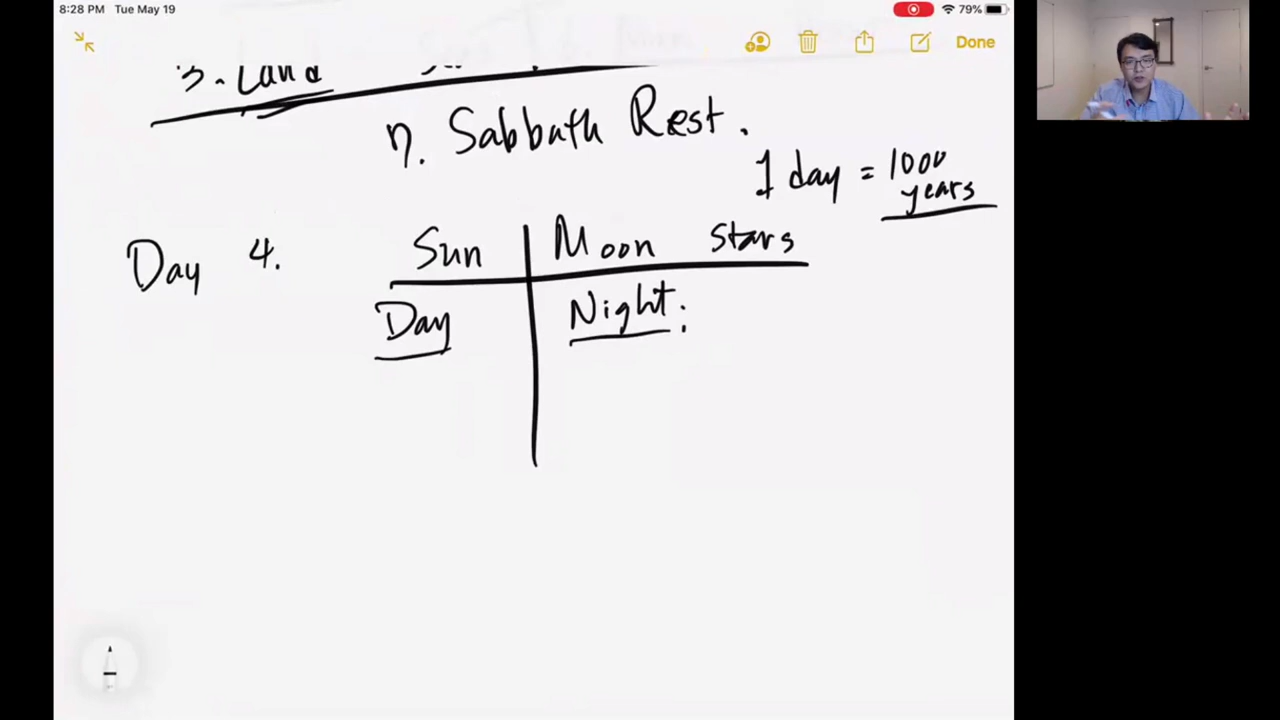 8:28 PM Tue May 19
79%
Done
3. Land
7. Sabbath Rest.
1 day = 1000
years
Day 4. Sun Moon Stars
Day Night: